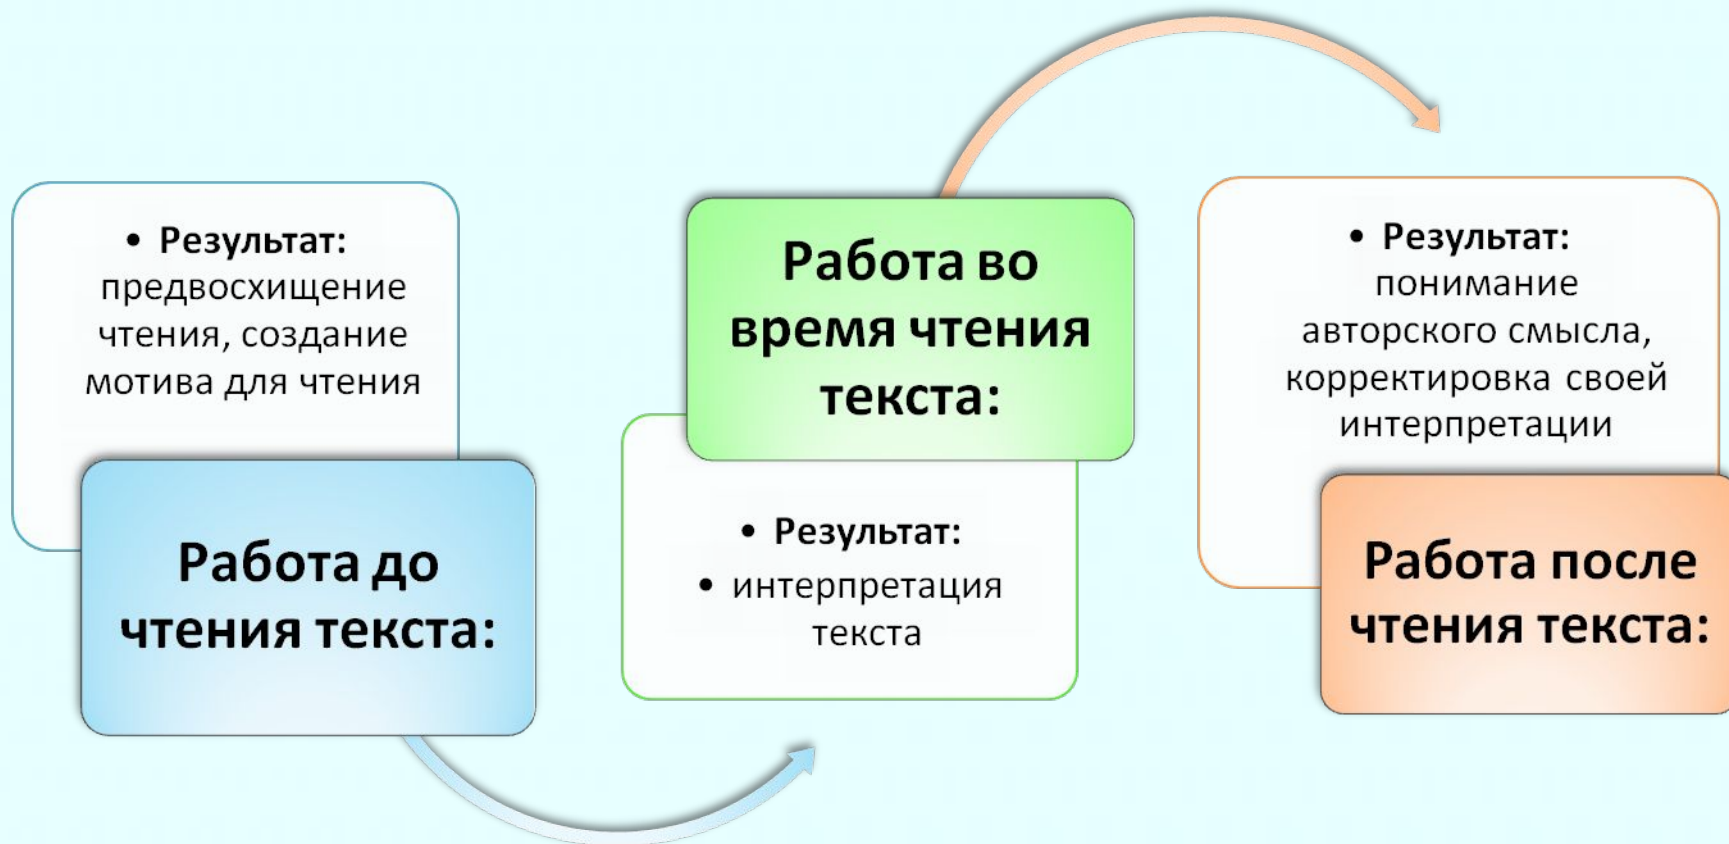 • Результат:
предвосхищение
чтения, создание
мотива для чтения
Работа до
чтения текста:
Работа во
время чтения
текста:
• Результат:
• интерпретация
текста
• Результат:
понимание
авторского смысла,
корректировка своей
интерпретации
Работа после
чтения текста: